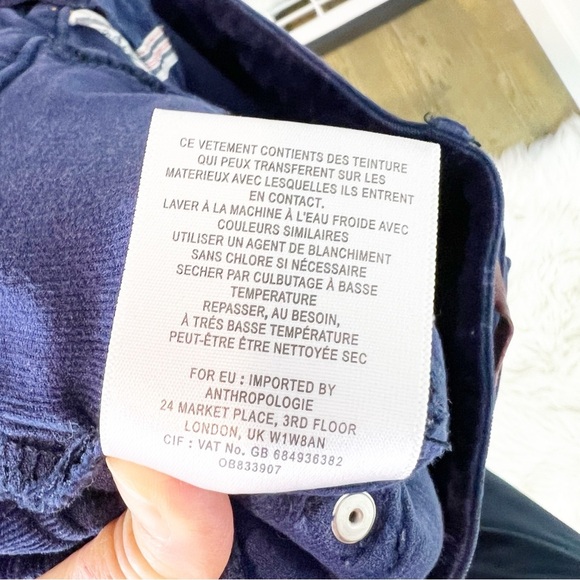 CE VETEMENT CONTIENTS DES TEINTURE
QUI PEUX TRANSFERENT SUR LES
MATERIEUX AVEC LESQUELLES ILS ENTRENT
EN CONTACT.
LAVER À LA MACHINE À L'EAU FROIDE AVEC
COULEURS SIMILAIRES
UTILISER UN AGENT DE BLANCHIMENT
SANS CHLORE SI NÉCESSAIRE
SECHER PAR CULBUTAGE À BASSE
TEMPERATURE
REPASSER, AU BESOIN,
À TRÉS BASSE TEMPÉRATURE
PEUT-ÊTRE ÊTRE NETTOYÉE SEC
FOR EU : IMPORTED BY
ANTHROPOLOGIE
24 MARKET PLACE, 3RD FLOOR
LONDON, UK W1W8AN
CIF : VAT No. GB 684936382
OB833907